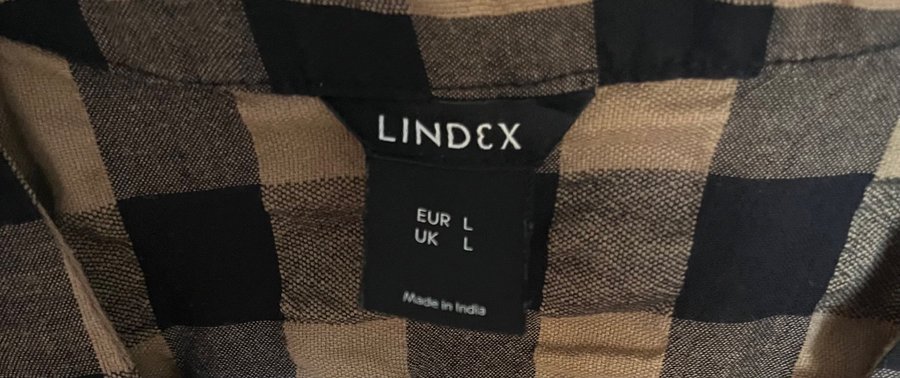 LINDEX
EUR L
UK L
Made in India